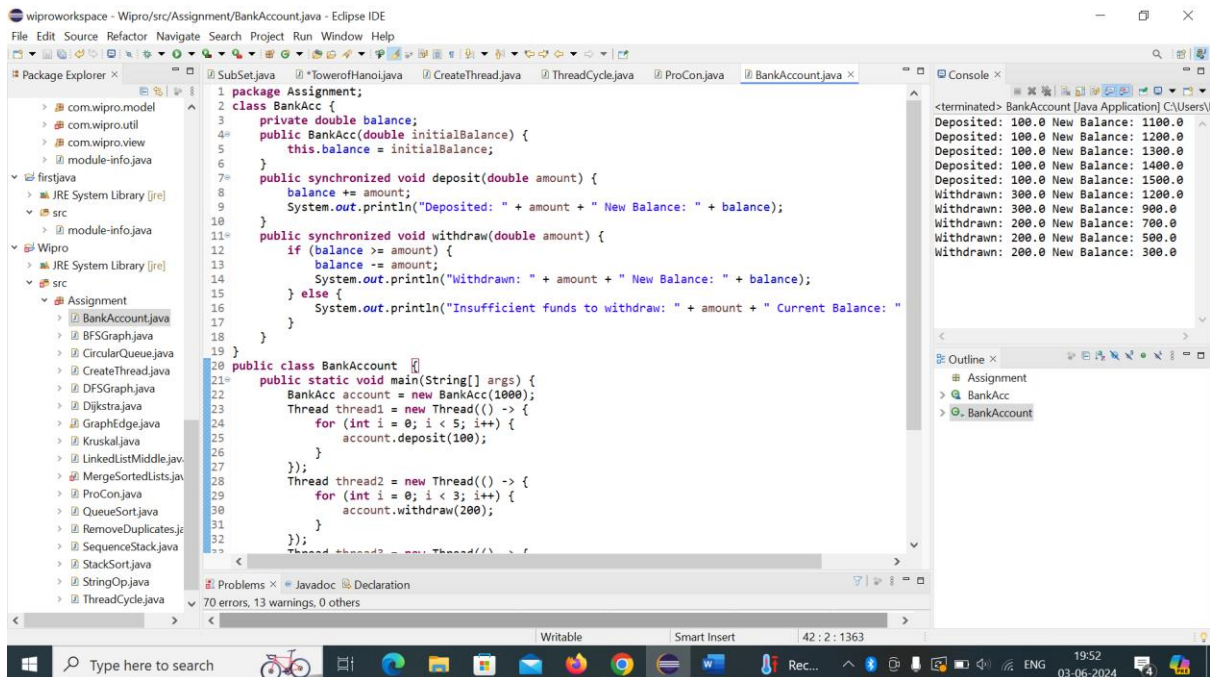 wiproworkspace - Wipro/src/Assignment/BankAccount.java - Eclipse IDE
File Edit Source Refactor Navigate Search Project Run Window Help
Package Explorer
com.wipro.model
com.wipro.util
com.wipro.view
module-info.java
firstjava
JRE System Library [jre]
src
module-info.java
Wipro
JRE System Library [jre]
src
Assignment
BankAccount.java
BFSGraph.java
CircularQueue.java
CreateThread.java
DFSGraph.java
Dijkstra.java
GraphEdge.java
Kruskal.java
LinkedListMiddle.jav
MergeSortedLists.jav
ProCon.java
QueueSort.java
RemoveDuplicates.ja
SequenceStack.java
StackSort.java
StringOp.java
ThreadCycle.java
SubSet.java *TowerofHanoi.java CreateThread.java ThreadCycle.java ProCon.java BankAccount.java
1 package Assignment;
2 class BankAcc {
3 private double balance;
4 public BankAcc(double initialBalance) {
5 this.balance = initialBalance;
6 }
7 public synchronized void deposit(double amount) {
8 balance += amount;
9 System.out.println("Deposited: " + amount + " New Balance: " + balance);
10 }
11 public synchronized void withdraw(double amount) {
12 if (balance >= amount) {
13 balance -= amount;
14 System.out.println("Withdrawn: " + amount + " New Balance: " + balance);
15 } else {
16 System.out.println("Insufficient funds to withdraw: " + amount + " Current Balance: "
17 }
18 }
19 }
20 public class BankAccount {
21 public static void main(String[] args) {
22 BankAcc account = new BankAcc(1000);
23 Thread thread1 = new Thread(() -> {
24 for (int i = 0; i < 5; i++) {
25 account.deposit(100);
26 }
27 });
28 Thread thread2 = new Thread(() -> {
29 for (int i = 0; i < 3; i++) {
30 account.withdraw(200);
31 }
32 });
33 Thread thread3 = new Thread(() -> {
Problems Javadoc Declaration
70 errors, 13 warnings, 0 others
Console
<terminated> BankAccount [Java Application] C:\Users\
Deposited: 100.0 New Balance: 1100.0
Deposited: 100.0 New Balance: 1200.0
Deposited: 100.0 New Balance: 1300.0
Deposited: 100.0 New Balance: 1400.0
Deposited: 100.0 New Balance: 1500.0
Withdrawn: 300.0 New Balance: 1200.0
Withdrawn: 300.0 New Balance: 900.0
Withdrawn: 200.0 New Balance: 700.0
Withdrawn: 200.0 New Balance: 500.0
Withdrawn: 200.0 New Balance: 300.0
Outline
Assignment
BankAcc
BankAccount
Writable Smart Insert 42 : 2 : 1363
Type here to search
Rec... ENG 19:52
03-06-2024